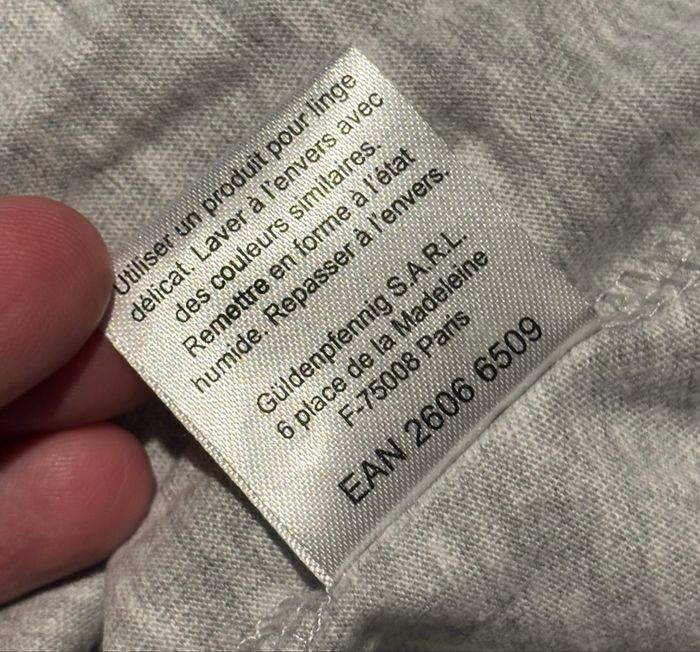 Utiliser un produit pour linge
délicat. Laver à l'envers avec
des couleurs similaires.
Remettre en forme à l'état
humide. Repasser à l'envers.
Güldenpfennig S.A.R.L.
6 place de la Madeleine
F-75008 Paris
EAN 2606 6509